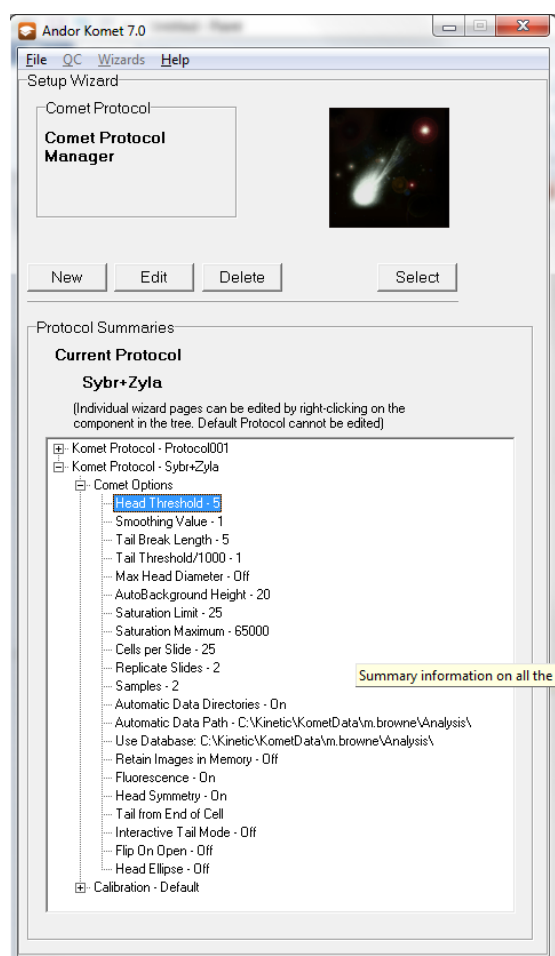 Andor Komet 7.0
File QC Wizards Help
Setup Wizard
Comet Protocol
Comet Protocol
Manager
New Edit Delete Select
Protocol Summaries
Current Protocol
Sybr+Zyla
(Individual wizard pages can be edited by right-clicking on the
component in the tree. Default Protocol cannot be edited)
Komet Protocol - Protocol001
Komet Protocol - Sybr+Zyla
Comet Options
Head Threshold - 5
Smoothing Value - 1
Tail Break Length - 5
Tail Threshold/1000 - 1
Max Head Diameter - Off
AutoBackground Height - 20
Saturation Limit - 25
Saturation Maximum - 65000
Cells per Slide - 25
Replicate Slides - 2
Summary information on all the
Samples - 2
Automatic Data Directories - On
Automatic Data Path - C:\Kinetic\KometData\m.browne\Analysis\
Use Database: C:\Kinetic\KometData\m.browne\Analysis\
Retain Images in Memory - Off
Fluorescence - On
Head Symmetry - On
Tail from End of Cell
Interactive Tail Mode - Off
Flip On Open - Off
Head Ellipse - Off
Calibration - Default